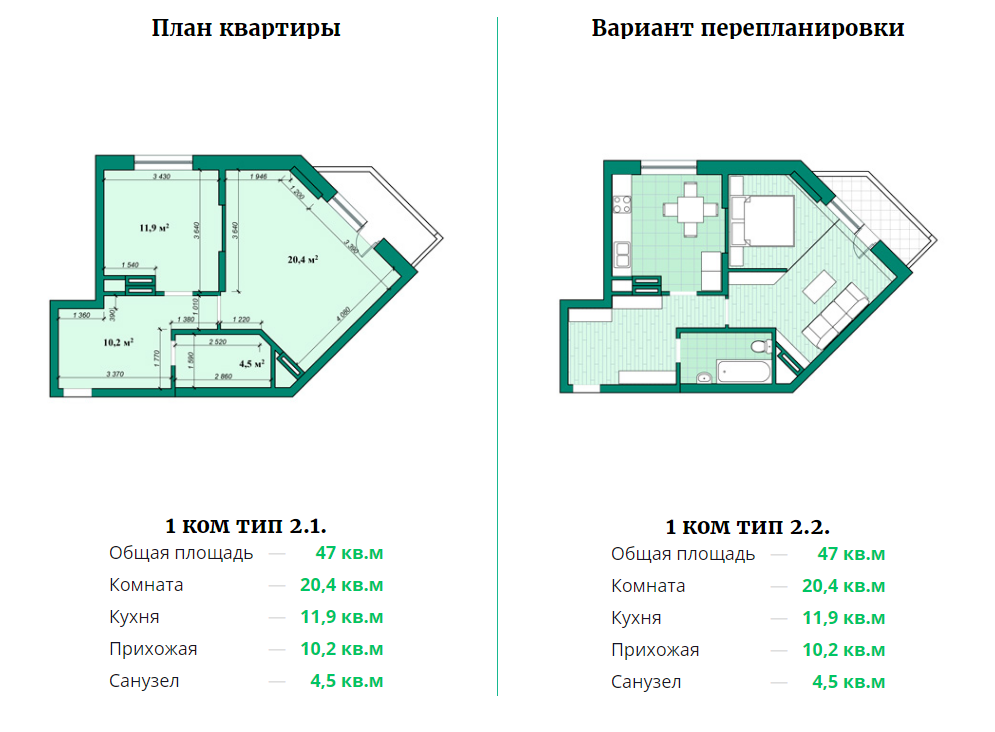 План квартиры
Вариант перепланировки
3 430
1 946
1 200
11,9 м²
3 640
3 640
3 390
20,4 м²
1 540
1 010
390
1 360
1 380
1 220
4 080
10,2 м²
2 520
1 770
1 590
4,5 м²
3 370
2 860
1 ком тип 2.1.
Общая площадь — 47 кв.м
Комната — 20,4 кв.м
Кухня — 11,9 кв.м
Прихожая — 10,2 кв.м
Санузел — 4,5 кв.м
1 ком тип 2.2.
Общая площадь — 47 кв.м
Комната — 20,4 кв.м
Кухня — 11,9 кв.м
Прихожая — 10,2 кв.м
Санузел — 4,5 кв.м